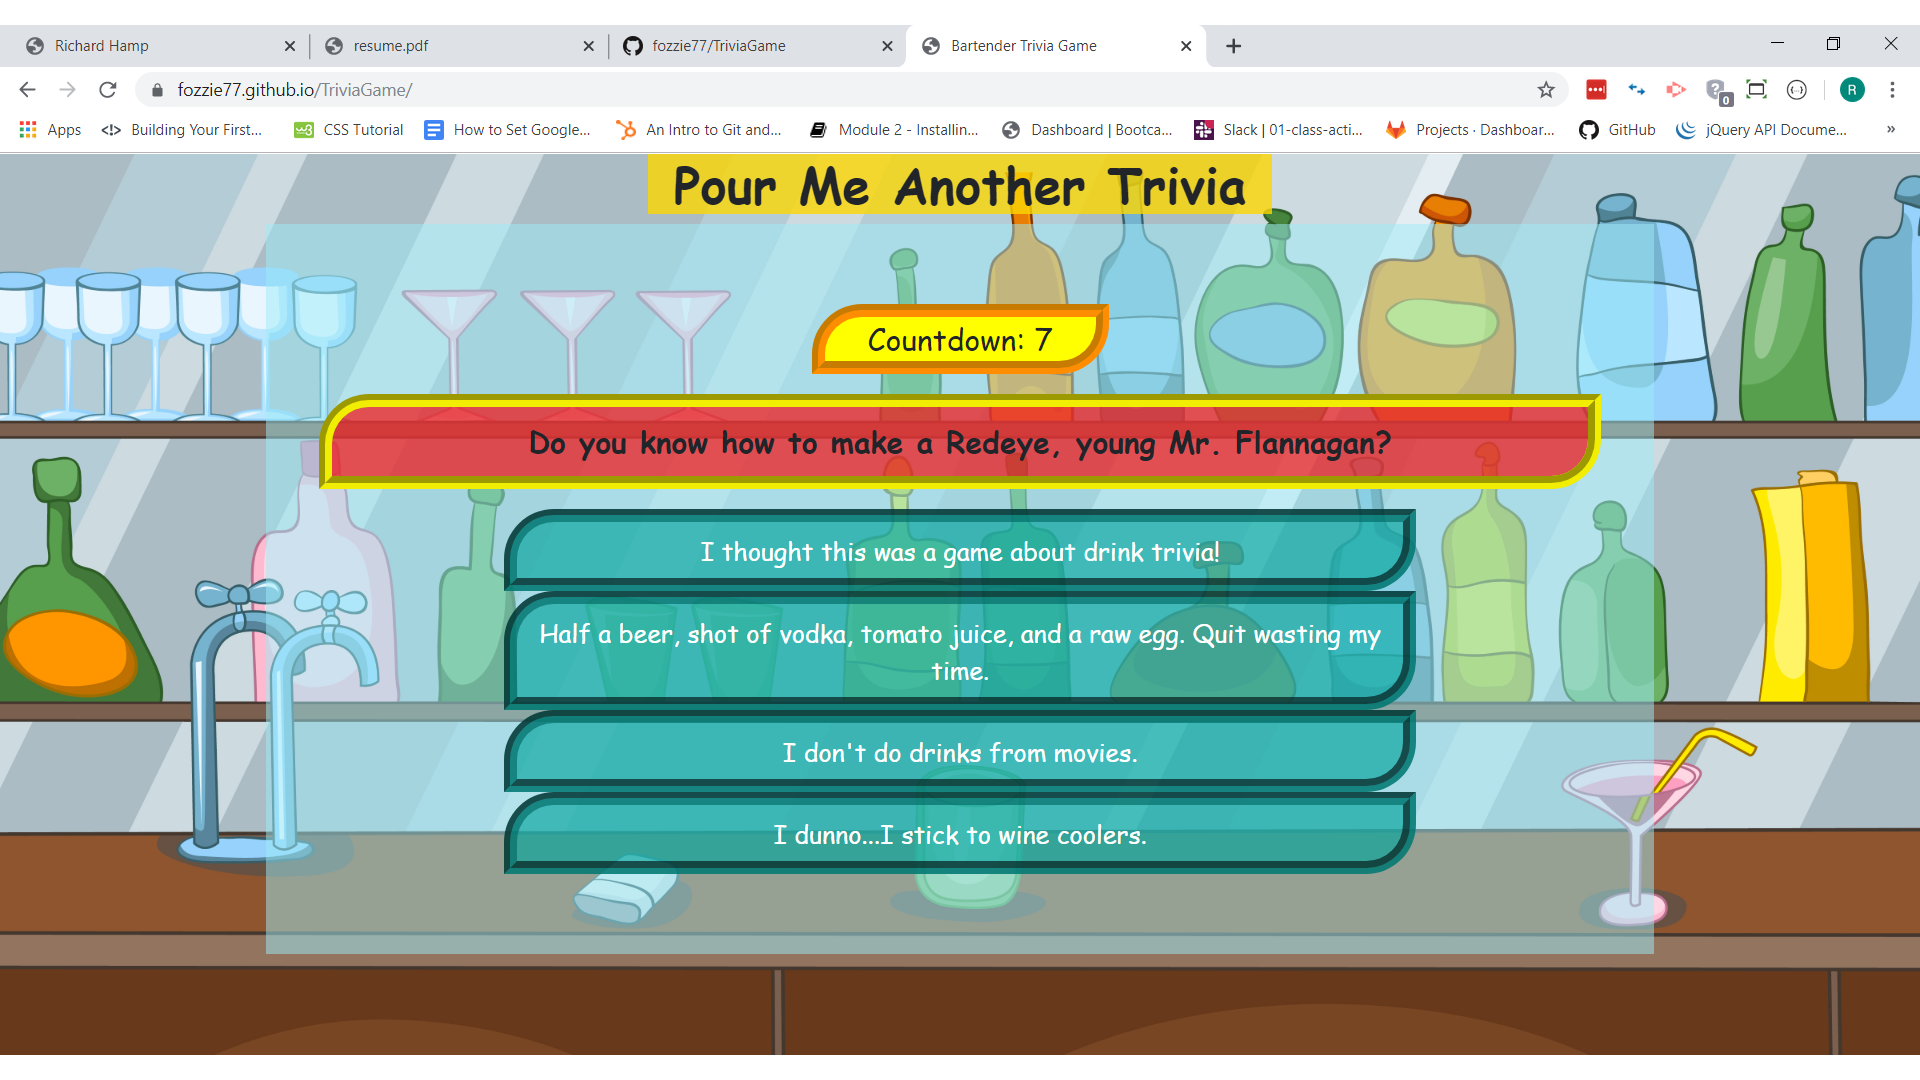 Richard Hamp
resume.pdf
fozzie77/TriviaGame
Bartender Trivia Game
fozzie77.github.io/TriviaGame/
R
0
Apps
Building Your First...
CSS Tutorial
How to Set Google...
An Intro to Git and...
Module 2 - Installin...
Dashboard | Bootca...
Slack | 01-class-acti...
Projects · Dashboar...
GitHub
jQuery API Docume...
»
Pour Me Another Trivia
Countdown: 7
Do you know how to make a Redeye, young Mr. Flannagan?
I thought this was a game about drink trivia!
Half a beer, shot of vodka, tomato juice, and a raw egg. Quit wasting my
time.
I don't do drinks from movies.
I dunno...I stick to wine coolers.